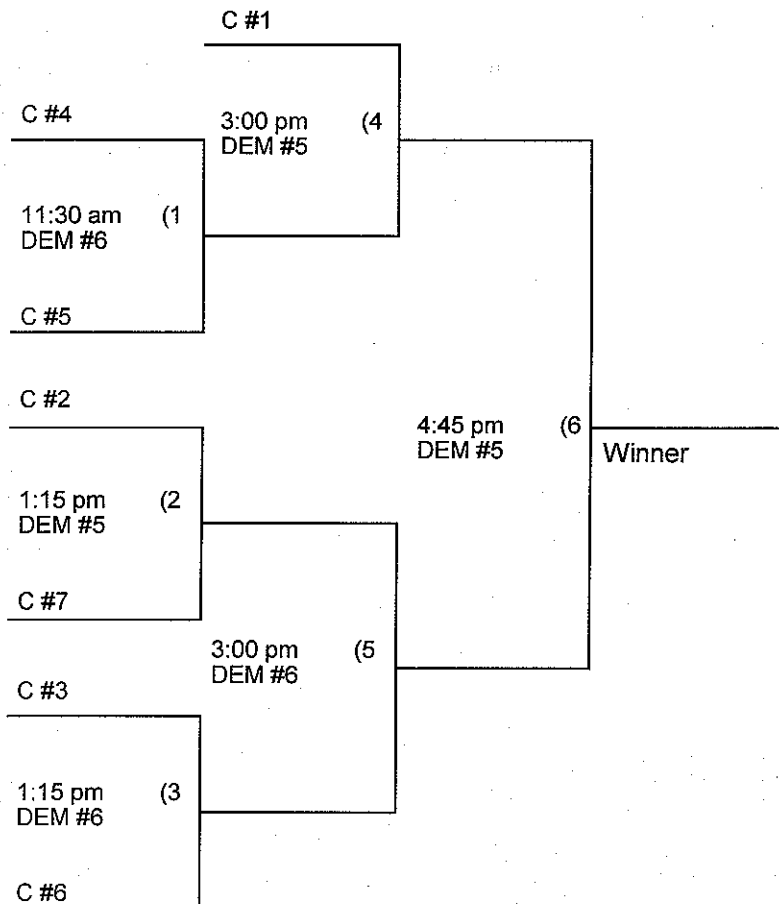 C #1
C #4
3:00 pm (4
DEM #5
11:30 am (1
DEM #6
C #5
C #2
4:45 pm (6
DEM #5
Winner
1:15 pm (2
DEM #5
C #7
3:00 pm (5
DEM #6
C #3
1:15 pm (3
DEM #6
C #6